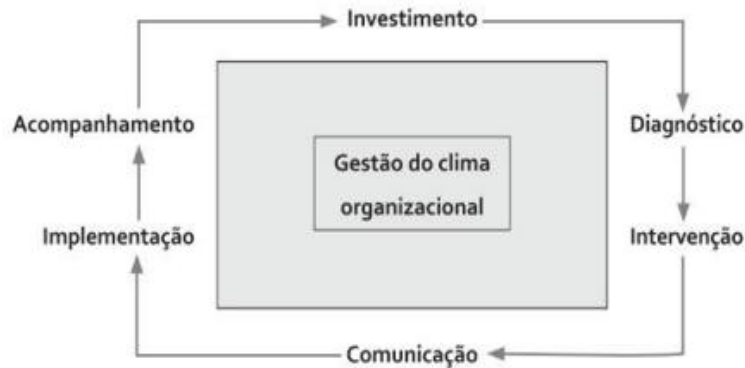 Investimento
Acompanhamento
Diagnóstico
Gestão do clima
organizacional
Implementação
Intervenção
Comunicação